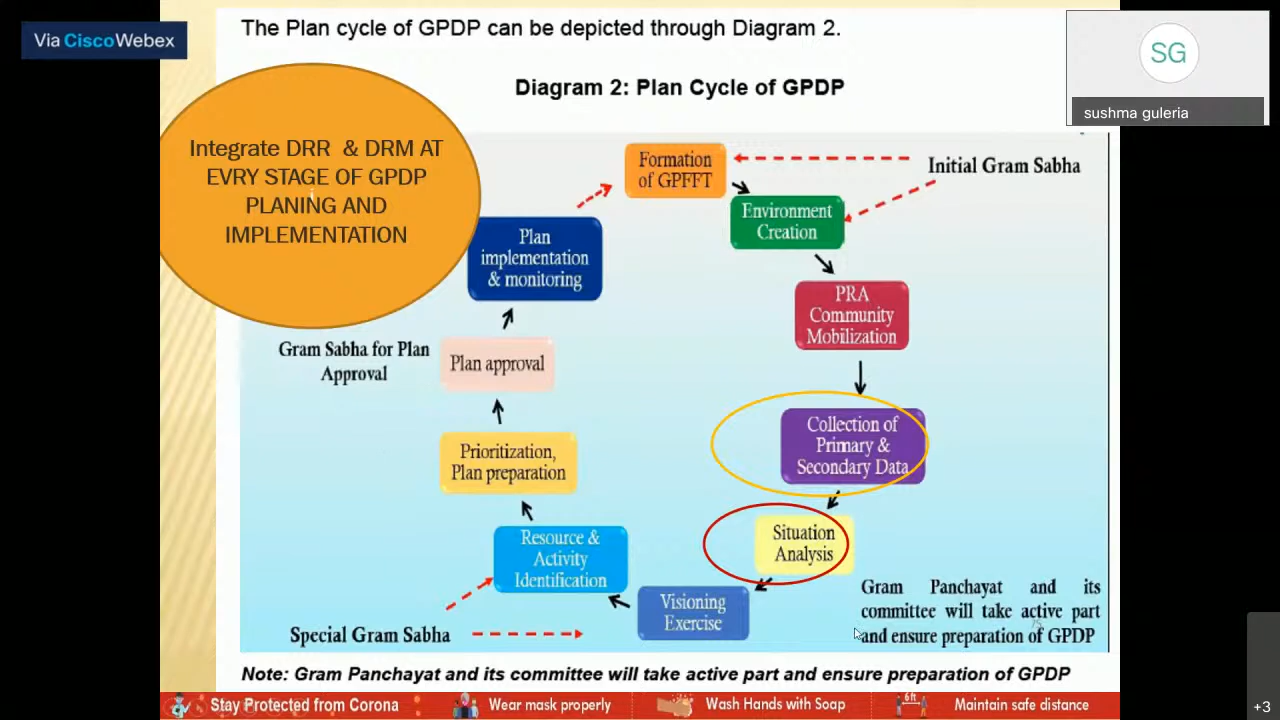 Via CiscoWebex
The Plan cycle of GPDP can be depicted through Diagram 2.
SG
sushma guleria
Diagram 2: Plan Cycle of GPDP
Integrate DRR & DRM AT
EVRY STAGE OF GPDP
PLANING AND
IMPLEMENTATION
Formation
of GPFFT
Initial Gram Sabha
Environment
Creation
PRA
Community
Mobilization
Collection of
Primary &
Secondary Data
Situation
Analysis
Visioning
Exercise
Resource &
Activity
Identification
Special Gram Sabha
Prioritization,
Plan preparation
Plan approval
Gram Sabha for Plan
Approval
Plan
implementation
& monitoring
Gram Panchayat and its
committee will take active part
and ensure preparation of GPDP
Note: Gram Panchayat and its committee will take active part and ensure preparation of GPDP
Stay Protected from Corona
Wear mask properly
Wash Hands with Soap
6ft
Maintain safe distance
+3